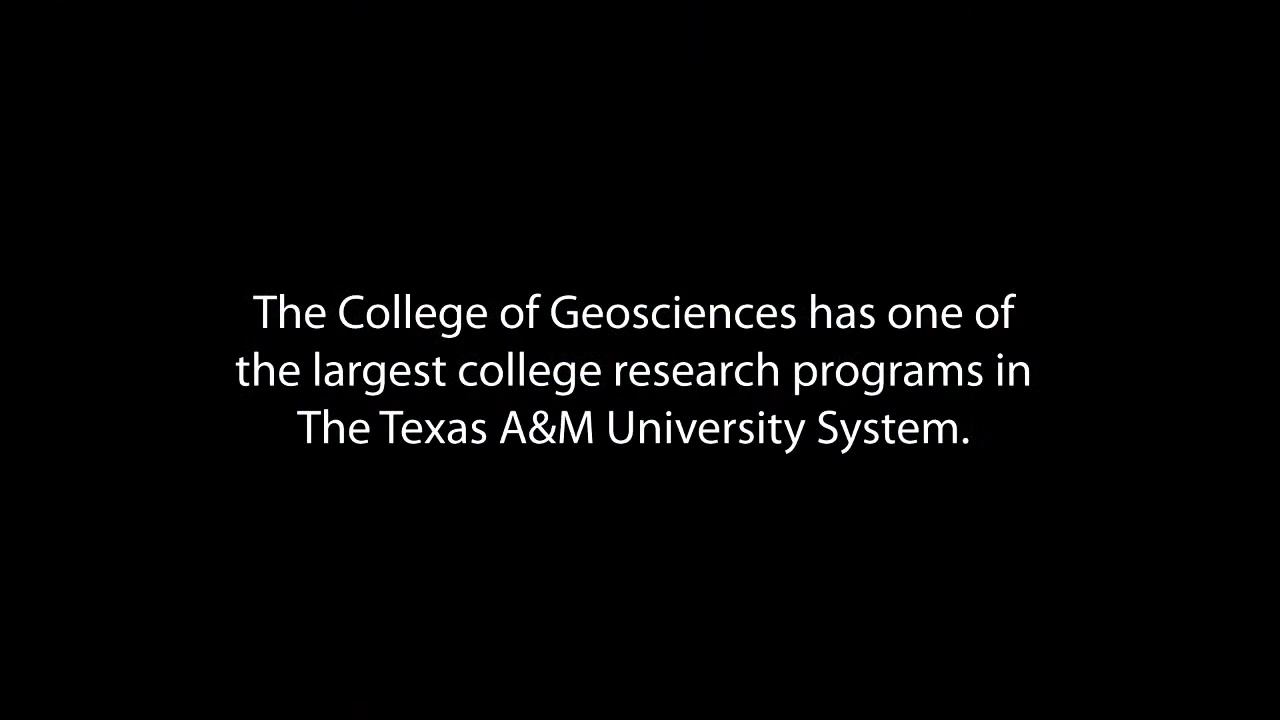 The College of Geosciences has one of
the largest college research programs in
The Texas A&M University System.